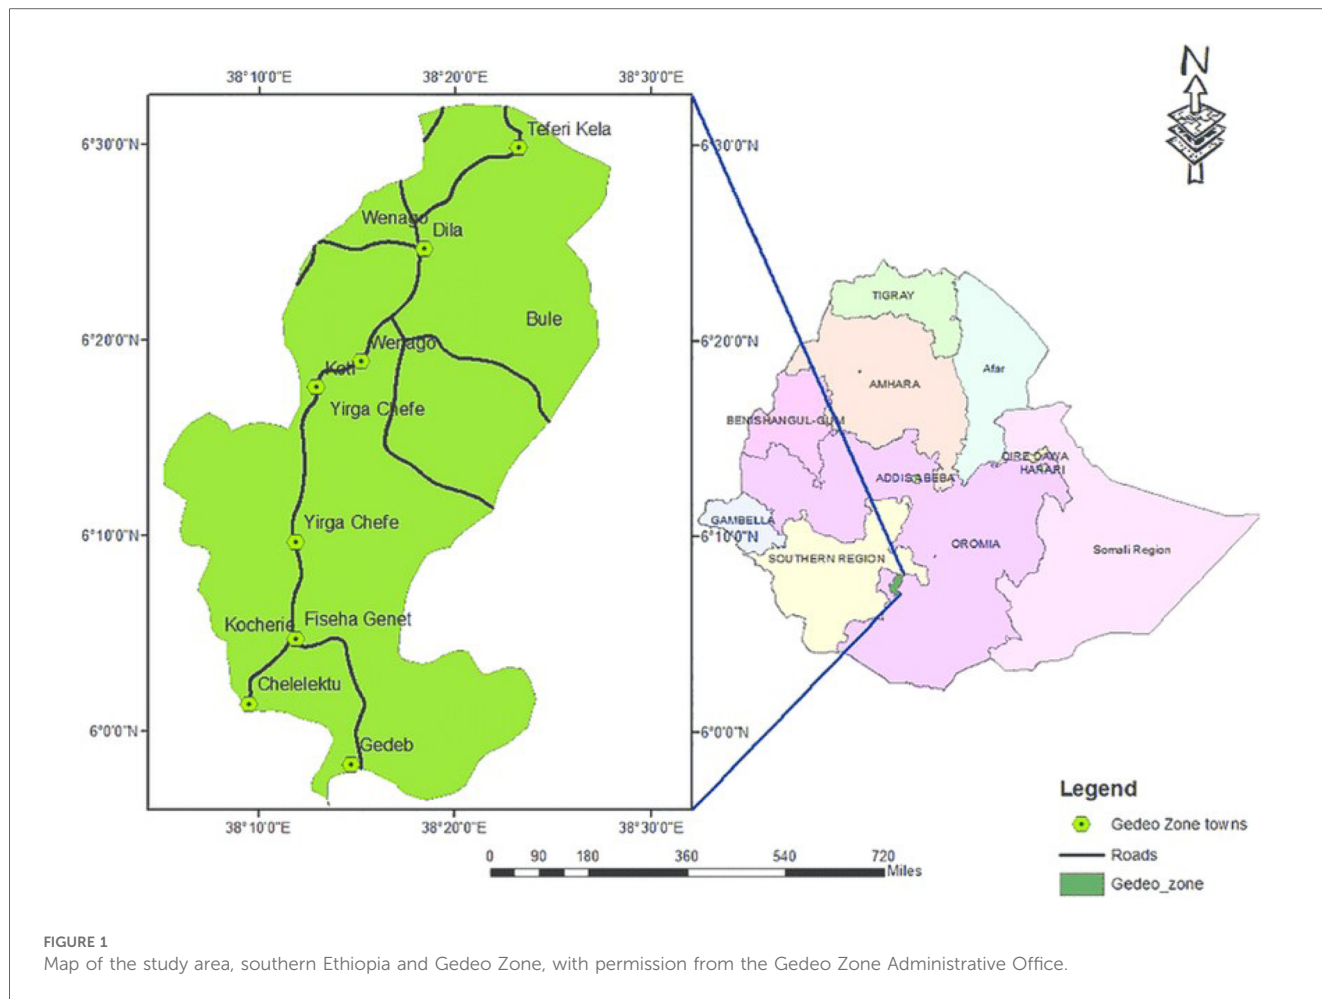 38°10'0"E 38°20'0"E 38°30'0"E
N
6°30'0"N
6°20'0"N
6°10'0"N
6°0'0"N
Teferi Kela
Wenago
Dila
Bule
Wenago
Koti
Yirga Chefe
Yirga Chefe
Kocherie
Fiseha Genet
Chelelektu
Gedeb
6°30'0"N
6°20'0"N
6°10'0"N
6°0'0"N
38°10'0"E 38°20'0"E 38°30'0"E
TIGRAY
Afar
AMHARA
BENISHANGUL-GUM
DIRE DAWA
HARARI
ADDIS ABEBA
GAMBELLA
SOUTHERN REGION
OROMIA
Somali Region
0 90 180 360 540 720
Miles
Legend
Gedeo Zone towns
Roads
Gedeo_zone
FIGURE 1
Map of the study area, southern Ethiopia and Gedeo Zone, with permission from the Gedeo Zone Administrative Office.